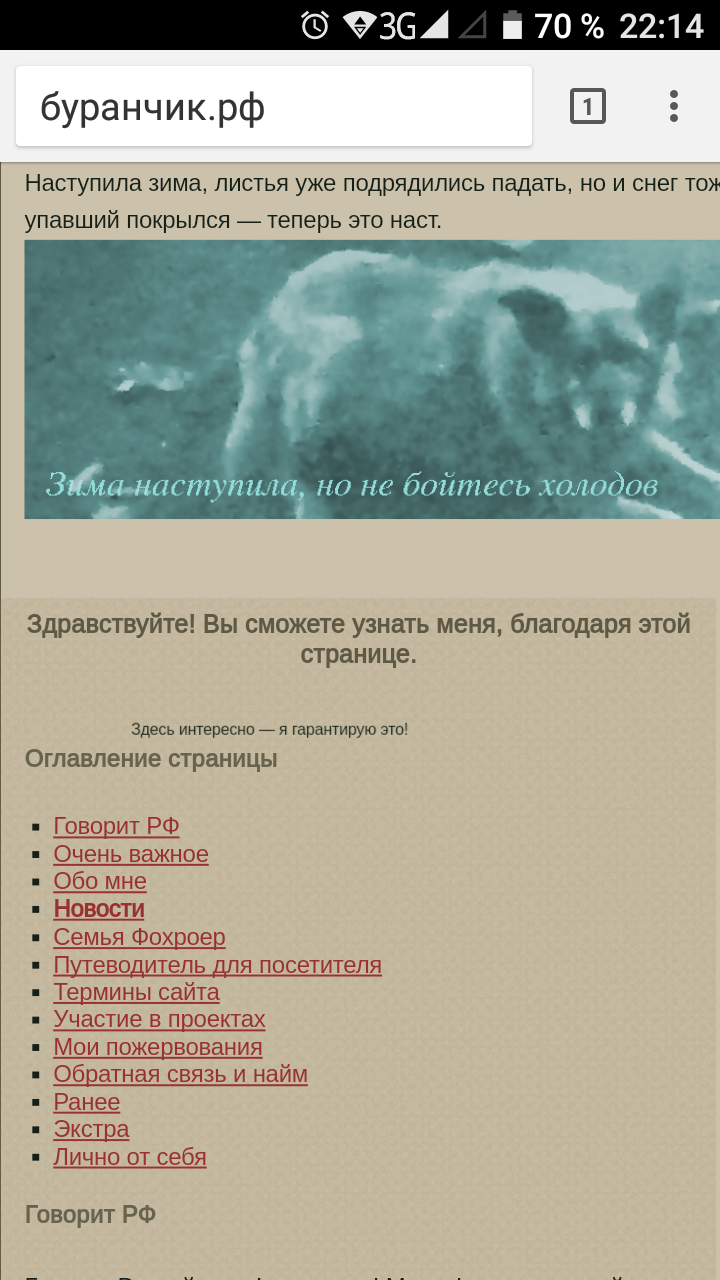 3G 70 % 22:14
буранчик.рф
1
Наступила зима, листья уже подрядились падать, но и снег тож
упавший покрылся — теперь это наст.
Зима наступила, но не бойтесь холодов
Здравствуйте! Вы сможете узнать меня, благодаря этой
странице.
Здесь интересно — я гарантирую это!
Оглавление страницы
Говорит РФ
Очень важное
Обо мне
Новости
Семья Фохроер
Путеводитель для посетителя
Термины сайта
Участие в проектах
Мои пожервования
Обратная связь и найм
Ранее
Экстра
Лично от себя
Говорит РФ